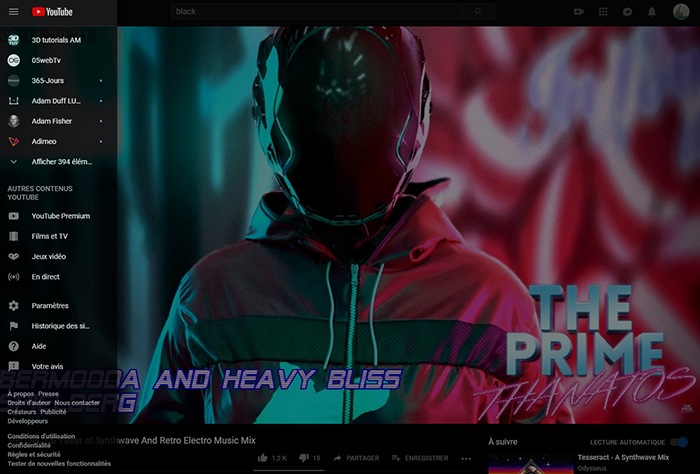 YouTube
black
3D tutorials AM
05webTv
365-Jours
Adam Duff LU...
Adam Fisher
Adimeo
Afficher 394 élém...
AUTRES CONTENUS
YOUTUBE
YouTube Premium
Films et TV
Jeux vidéo
En direct
Paramètres
Historique des si...
Aide
Votre avis
THE
PRIME
THANATOS
BERMOODA AND HEAVY BLISS
À propos Presse
Droits d'auteur Nous contacter
Créateurs Publicité
Développeurs
Conditions d'utilisation
Confidentialité
Règles et sécurité
Tester de nouvelles fonctionnalités
Best of Synthwave And Retro Electro Music Mix
1,2 K
15
PARTAGER
ENREGISTRER
À suivre
LECTURE AUTOMATIQUE
Tesseract - A Synthwave Mix
Odysseus